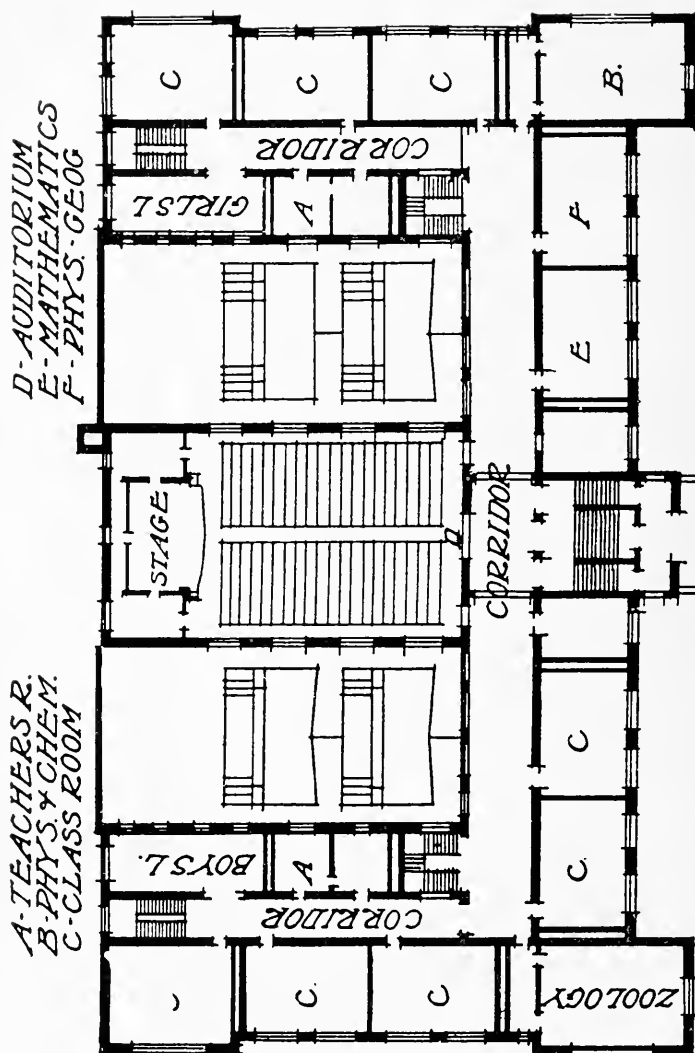 A-TEACHERS R.
B-PHYS. & CHEM.
C-CLASS ROOM
D-AUDITORIUM
E-MATHEMATICS
F-PHYS.-GEOG
STAGE
C
BOYS L.
GIRLS L
C.
A
A
C
CORRIDOR
CORRIDOR
C
D
C
CORRIDOR
ZOOLOGY
C.
C
E
F
B.